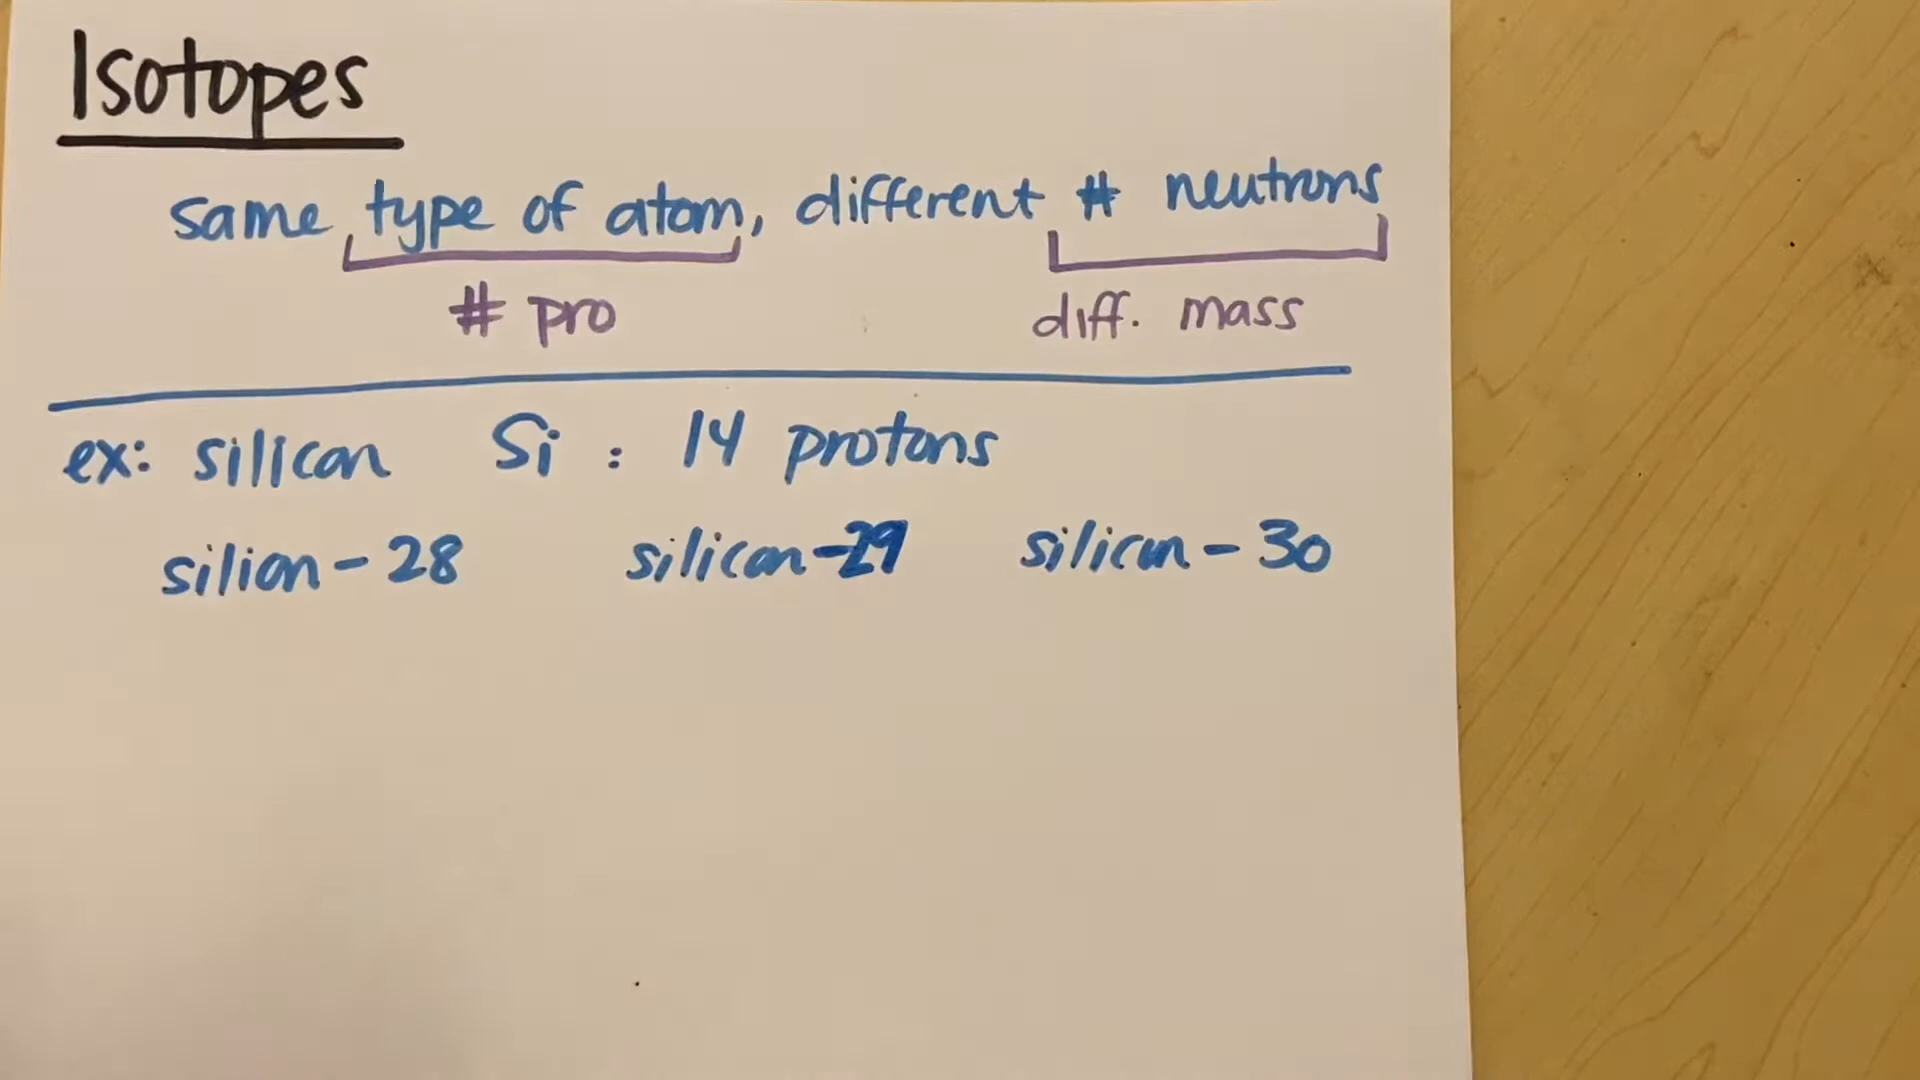 Isotopes
same type of atom, different # neutrons
# pro diff. mass
ex: silicon Si : 14 protons
silion - 28 silicon - 29 silicon - 30